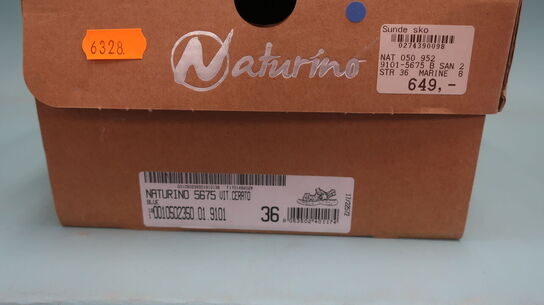 6328
Naturino
Sunde sko
0274390098
NAT 050 952
9101-5675 B SAN 2
STR 36 MARINE 8
649,-
NATURINO 5675 VIT.CERATO
BLUE
0010502350 01 9101
36